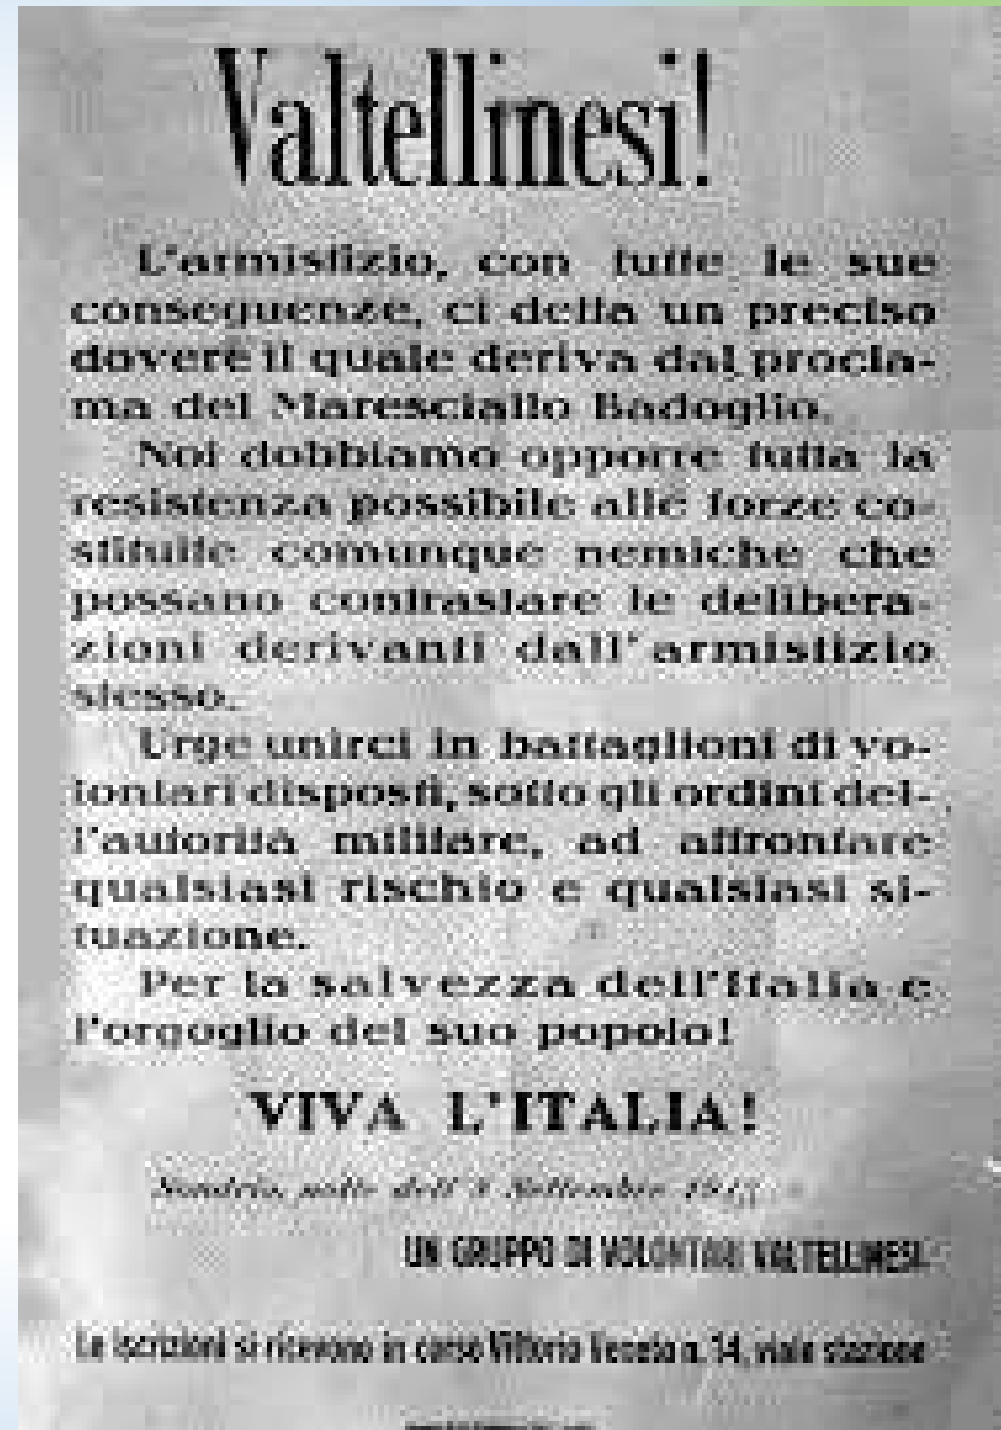 Valtellinesi!
L'armistizio, con tutte le sue
conseguenze, ci detta un preciso
dovere il quale deriva dal procla-
ma del Maresciallo Badoglio.
Noi dobbiamo opporre tutta la
resistenza possibile alle forze co-
stituite comunque nemiche che
possano contrastare le delibera-
zioni derivanti dall'armistizio
stesso.
Urge unirci in battaglioni di vo-
lontari disposti, sotto gli ordini del-
l'autorità militare, ad affrontare
qualsiasi rischio e qualsiasi si-
tuazione.
Per la salvezza dell'Italia e
l'orgoglio del suo popolo!
VIVA L'ITALIA!
Sondrio, notte dell' Settembre
UN GRUPPO DI VOLONTARI VALTELLINESI
Le iscrizioni si ricevono in corso Vittorio Veneto n. 14, viale stazione